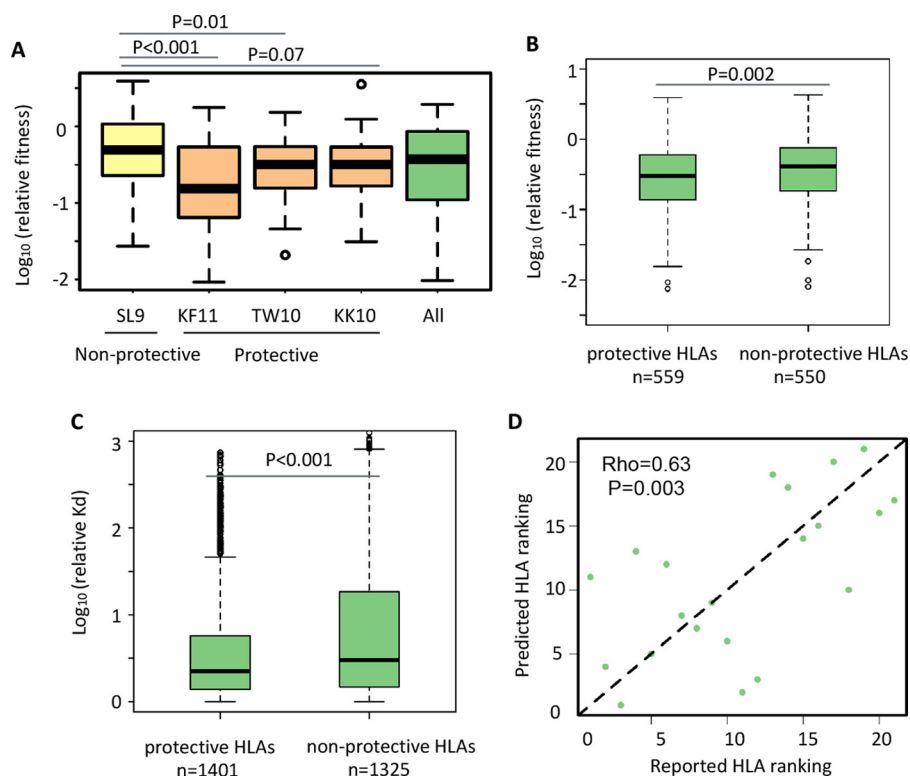 A
P=0.01
P<0.001
P=0.07
Log10 (relative fitness)
0
-1
-2
SL9 KF11 TW10 KK10 All
Non-protective Protective
B
P=0.002
Log10 (relative fitness)
1
-0
-1
-2
protective HLAs non-protective HLAs
n=559 n=550
C
P<0.001
Log10 (relative Kd)
3
2
1
0
protective HLAs non-protective HLAs
n=1401 n=1325
D
Rho=0.63
P=0.003
Predicted HLA ranking
20
15
10
5
0
0 5 10 15 20
Reported HLA ranking